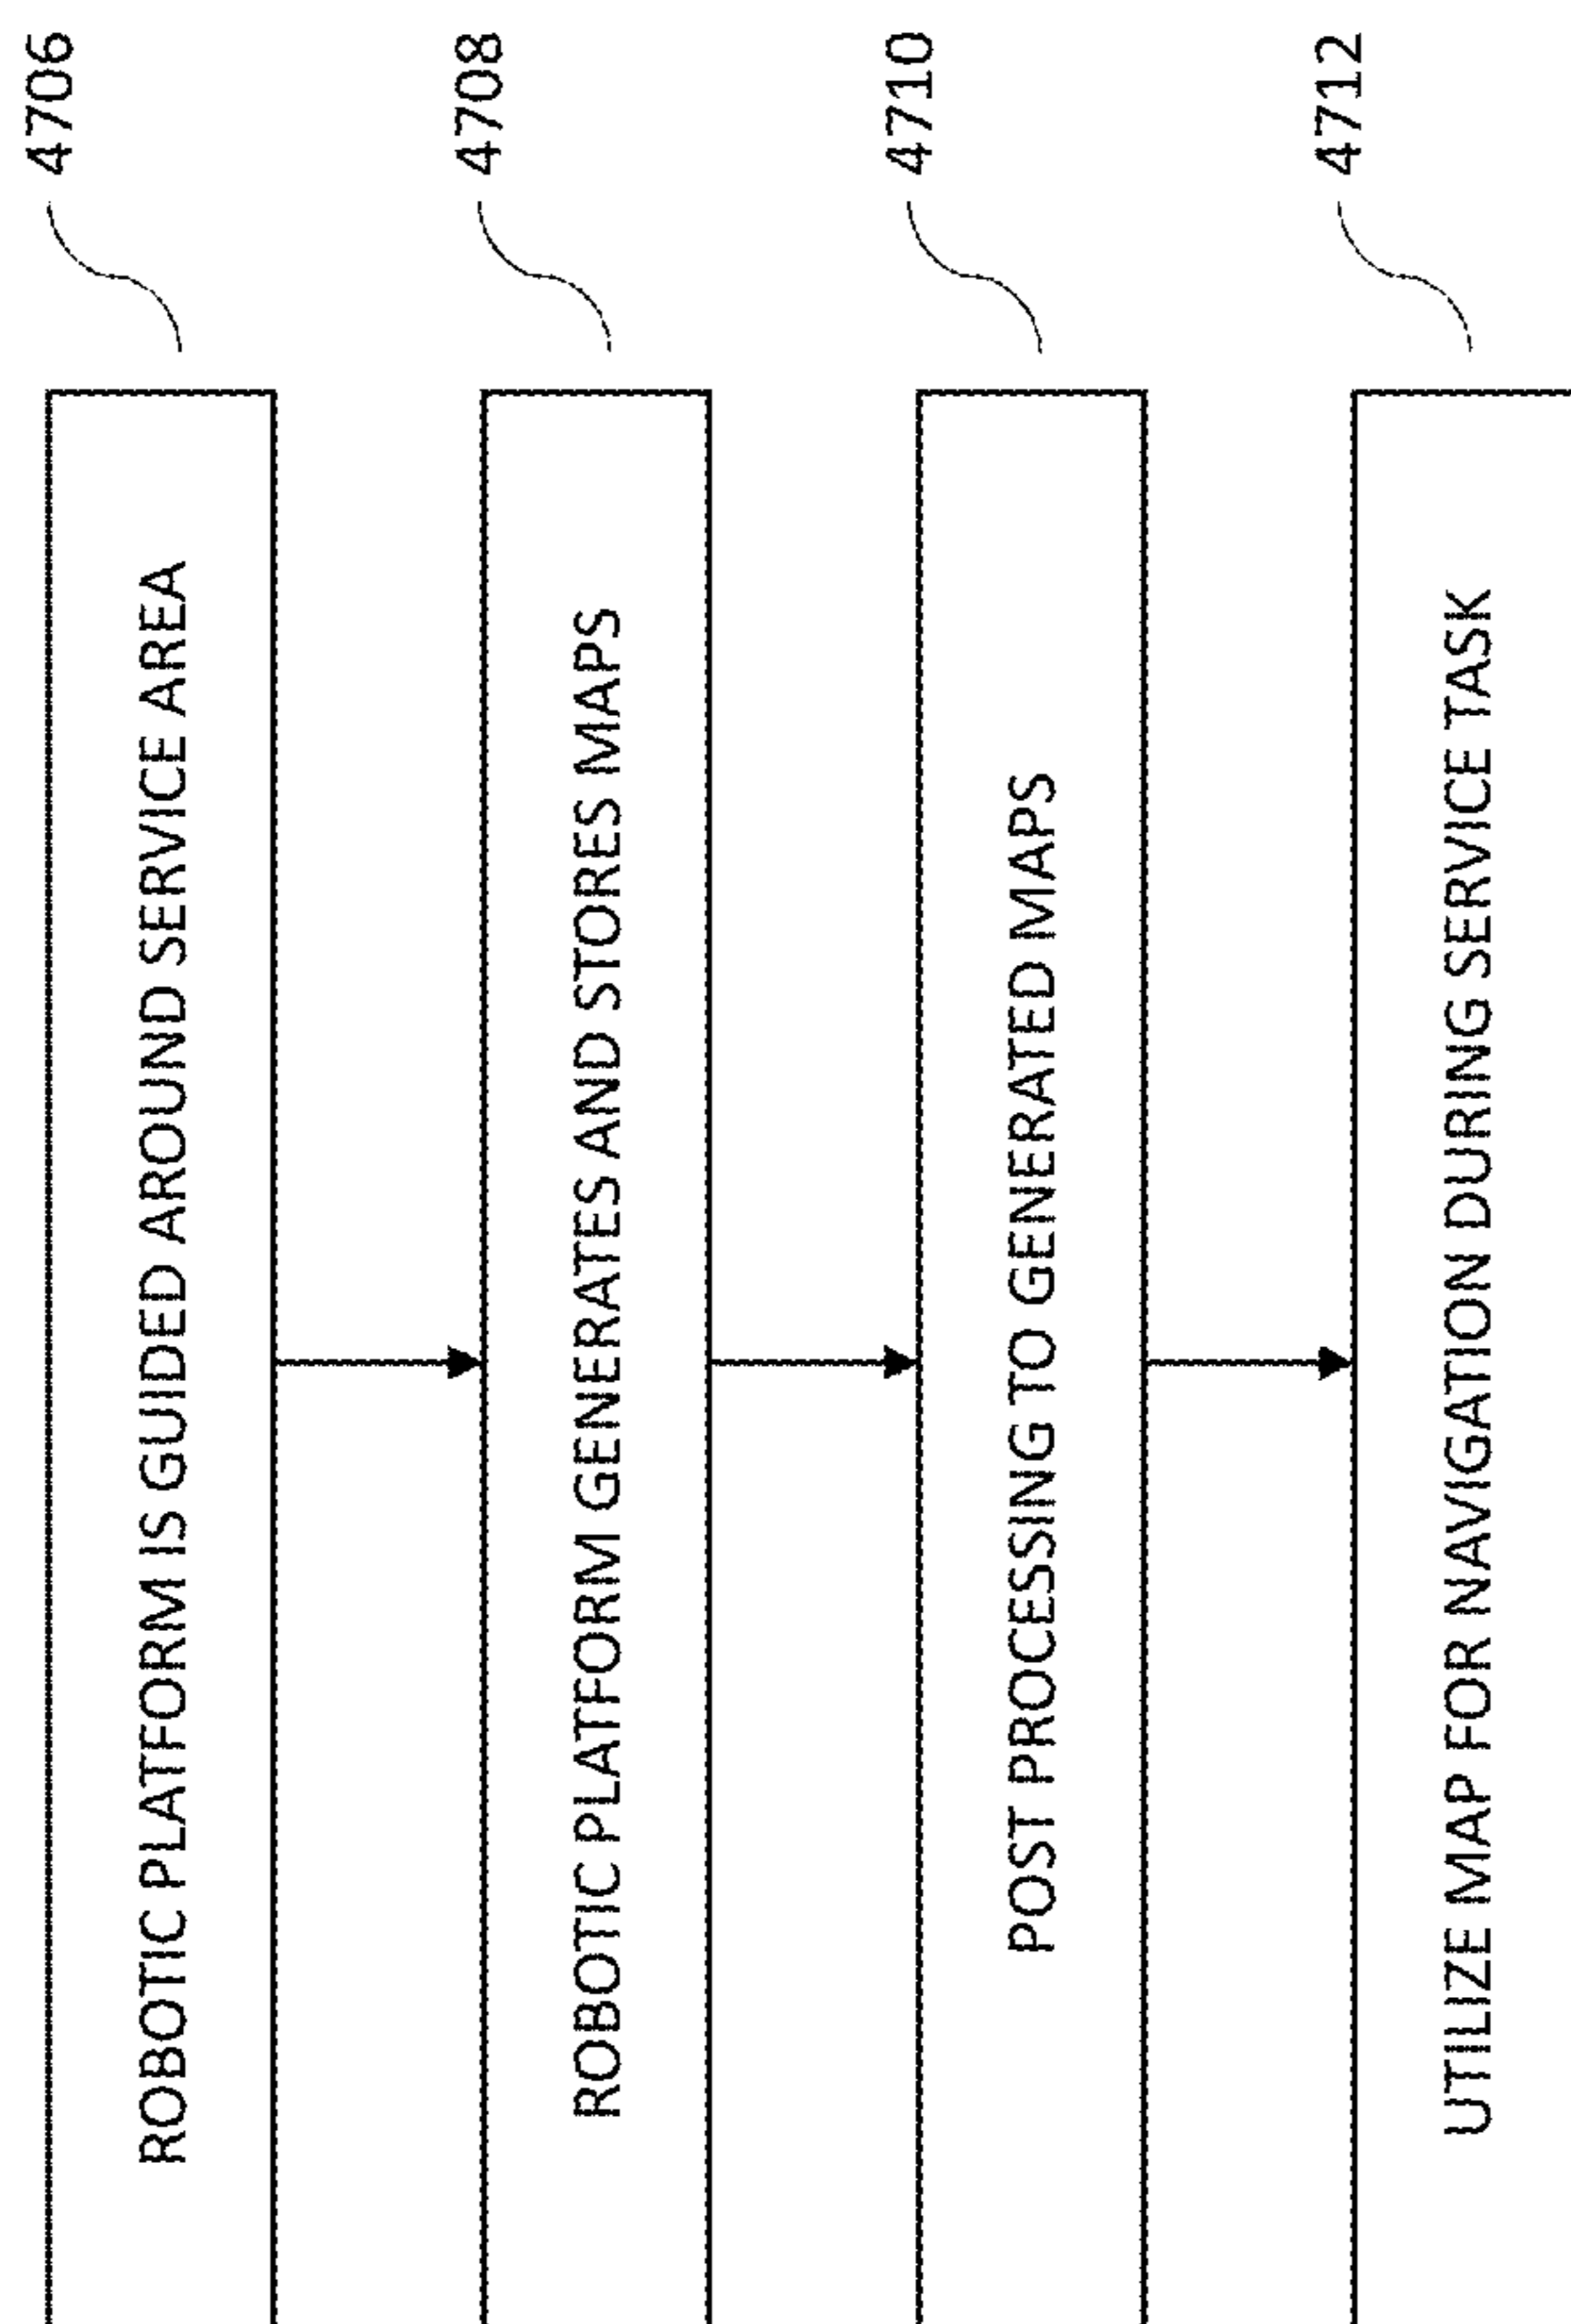 4706
ROBOTIC PLATFORM IS GUIDED AROUND SERVICE AREA
4708
ROBOTIC PLATFORM GENERATES AND STORES MAPS
4710
POST PROCESSING TO GENERATED MAPS
4712
UTILIZE MAP FOR NAVIGATION DURING SERVICE TASK